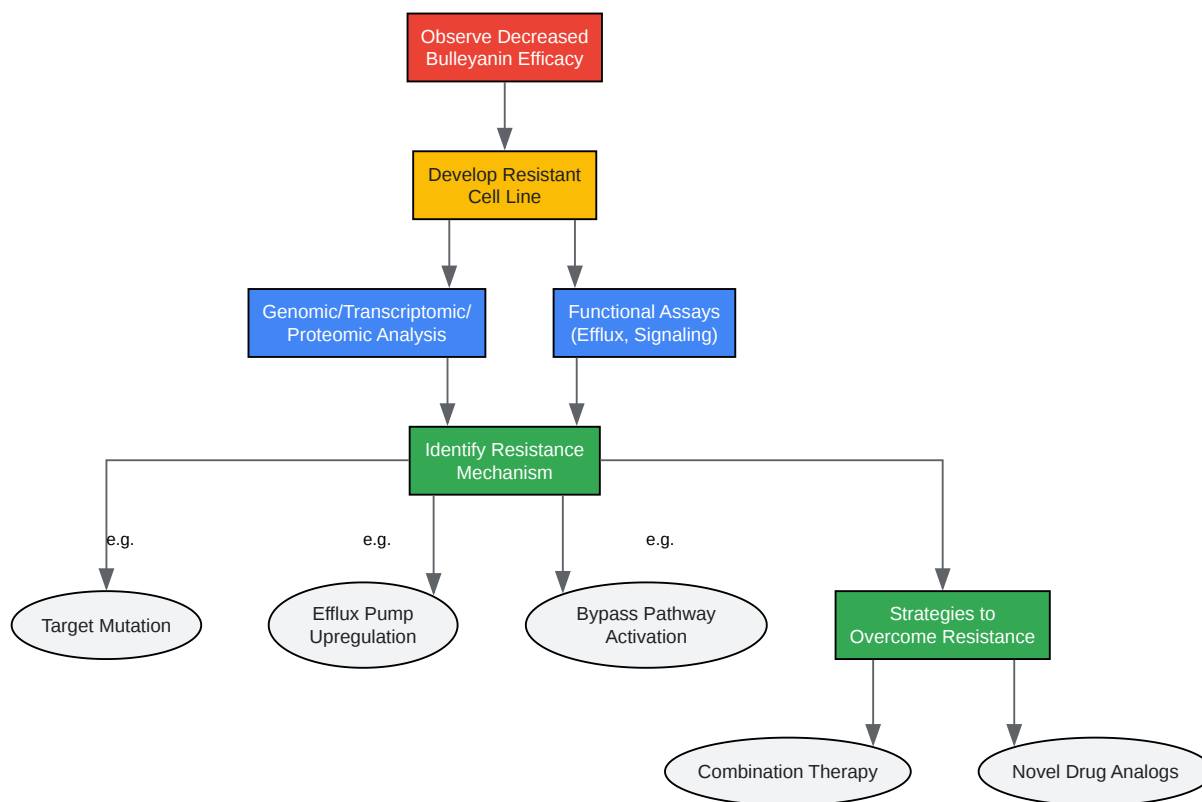 Observe Decreased
Bulleyanin Efficacy
Develop Resistant
Cell Line
Genomic/Transcriptomic/
Proteomic Analysis
Functional Assays
(Efflux, Signaling)
Identify Resistance
Mechanism
e.g.
e.g.
e.g.
Target Mutation
Efflux Pump
Upregulation
Bypass Pathway
Activation
Strategies to
Overcome Resistance
Combination Therapy
Novel Drug Analogs